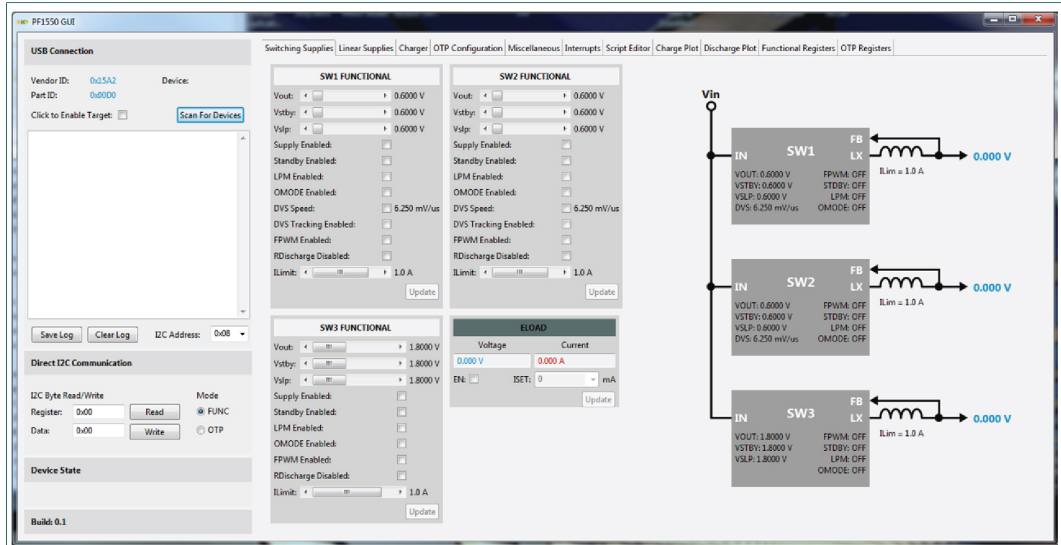 PF1550 GUI
USB Connection
Vendor ID: 0x15A2 Device:
Part ID: 0x00D0
Click to Enable Target: Scan For Devices
Save Log Clear Log I2C Address: 0x08
Direct I2C Communication
I2C Byte Read/Write Mode
Register: 0x00 Read FUNC
Data: 0x00 Write OTP
Device State
Build: 0.1
Switching Supplies Linear Supplies Charger OTP Configuration Miscellaneous Interrupts Script Editor Charge Plot Discharge Plot Functional Registers OTP Registers
SW1 FUNCTIONAL
Vout: 0.6000 V
Vstby: 0.6000 V
Vslp: 0.6000 V
Supply Enabled:
Standby Enabled:
LPM Enabled:
OMODE Enabled:
DVS Speed: 6.250 mV/us
DVS Tracking Enabled:
FPWM Enabled:
RDischarge Disabled:
ILimit: 1.0 A
Update
SW2 FUNCTIONAL
Vout: 0.6000 V
Vstby: 0.6000 V
Vslp: 0.6000 V
Supply Enabled:
Standby Enabled:
LPM Enabled:
OMODE Enabled:
DVS Speed: 6.250 mV/us
DVS Tracking Enabled:
FPWM Enabled:
RDischarge Disabled:
ILimit: 1.0 A
Update
SW3 FUNCTIONAL
Vout: 1.8000 V
Vstby: 1.8000 V
Vslp: 1.8000 V
Supply Enabled:
Standby Enabled:
LPM Enabled:
OMODE Enabled:
FPWM Enabled:
RDischarge Disabled:
ILimit: 1.0 A
Update
ELOAD
Voltage Current
0.000 V 0.000 A
EN: ISET: 0 mA
Update
Vin
FB
IN SW1 LX 0.000 V
ILim = 1.0 A
VOUT: 0.6000 V FPWM: OFF
VSTBY: 0.6000 V STDBY: OFF
VSLP: 0.6000 V LPM: OFF
DVS: 6.250 mV/us OMODE: OFF
FB
IN SW2 LX 0.000 V
ILim = 1.0 A
VOUT: 0.6000 V FPWM: OFF
VSTBY: 0.6000 V STDBY: OFF
VSLP: 0.6000 V LPM: OFF
DVS: 6.250 mV/us OMODE: OFF
FB
IN SW3 LX 0.000 V
ILim = 1.0 A
VOUT: 1.8000 V FPWM: OFF
VSTBY: 1.8000 V STDBY: OFF
VSLP: 1.8000 V LPM: OFF
OMODE: OFF